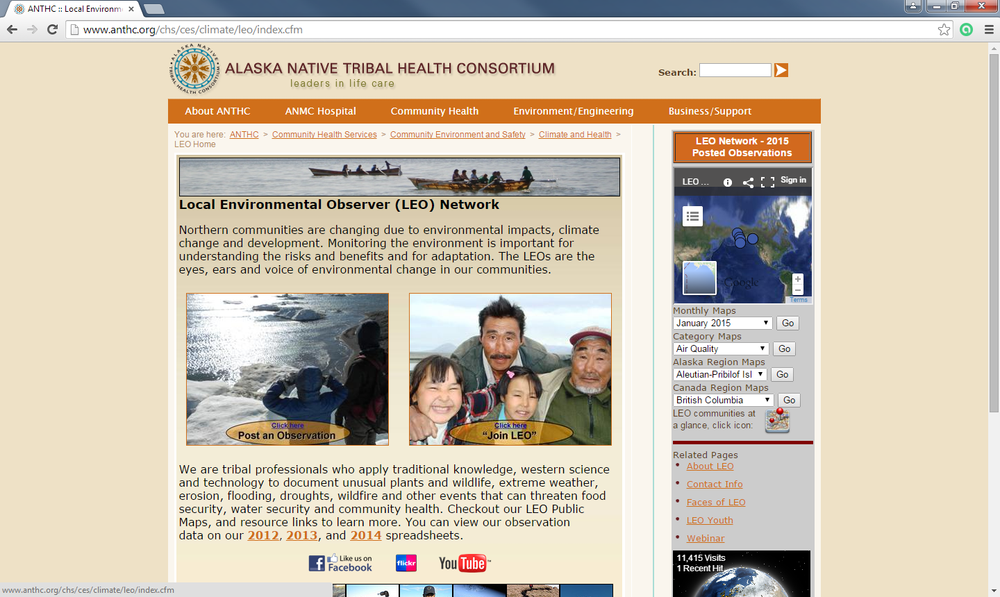 ANTHC :: Local Environm
www.anthc.org/chs/ces/climate/leo/index.cfm
ALASKA NATIVE
TRIBAL HEALTH CONSORTIUM
ALASKA NATIVE TRIBAL HEALTH CONSORTIUM
leaders in life care
Search:
About ANTHC
ANMC Hospital
Community Health
Environment/Engineering
Business/Support
You are here: ANTHC > Community Health Services > Community Environment and Safety > Climate and Health >
LEO Home
Local Environmental Observer (LEO) Network
Northern communities are changing due to environmental impacts, climate
change and development. Monitoring the environment is important for
understanding the risks and benefits and for adaptation. The LEOs are the
eyes, ears and voice of environmental change in our communities.
Click here
Post an Observation
Click here
“Join LEO”
We are tribal professionals who apply traditional knowledge, western science
and technology to document unusual plants and wildlife, extreme weather,
erosion, flooding, droughts, wildfire and other events that can threaten food
security, water security and community health. Checkout our LEO Public
Maps, and resource links to learn more. You can view our observation
data on our 2012, 2013, and 2014 spreadsheets.
Like us on
Facebook
flickr
YouTube
LEO Network - 2015
Posted Observations
LEO ...
Sign in
Google
Terms
Monthly Maps
January 2015 Go
Category Maps
Air Quality Go
Alaska Region Maps
Aleutian-Pribilof Isl Go
Canada Region Maps
British Columbia Go
LEO communities at
a glance, click icon:
Related Pages
About LEO
Contact Info
Faces of LEO
LEO Youth
Webinar
11,415 Visits
1 Recent Hit
www.anthc.org/chs/ces/climate/leo/index.cfm